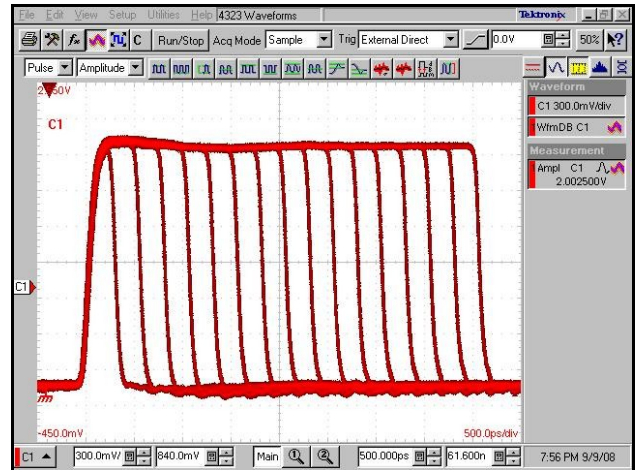 File Edit View Setup Utilities Help 4323 Waveforms Tektronix
C Run/Stop Acq Mode Sample Trig External Direct 0.0V 50%
Pulse Amplitude
Waveform
C1 300.0mV/div
WfmDB C1
Measurement
Ampl C1
2.002500V
C1
C1
-450.0mV 500.0ps/div
C1 300.0mV/ 840.0mV Main 1 2 500.000ps 61.600n 7:56 PM 9/9/08